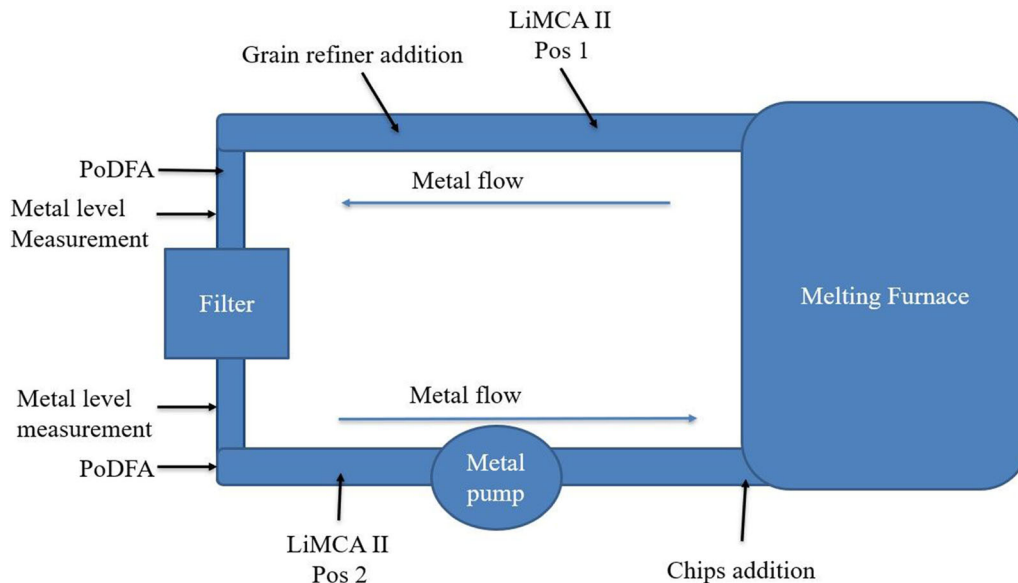 LiMCA II
Pos 1
Grain refiner addition
PoDFA
Metal flow
Metal level
Measurement
Filter
Melting Furnace
Metal level
measurement
Metal flow
PoDFA
Metal
pump
LiMCA II
Pos 2
Chips addition